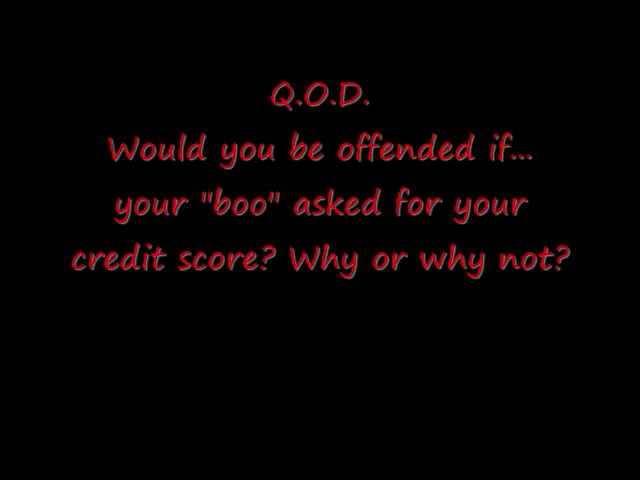 Q.O.D.
Would you be offended if...
your "boo" asked for your
credit score? Why or why not?